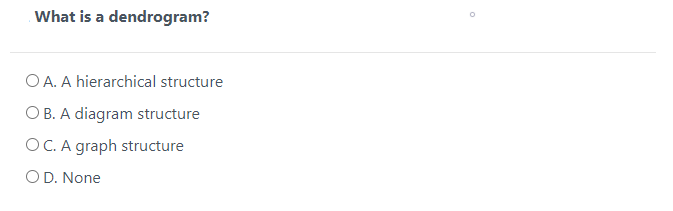 What is a dendrogram?
A. A hierarchical structure
B. A diagram structure
C. A graph structure
D. None